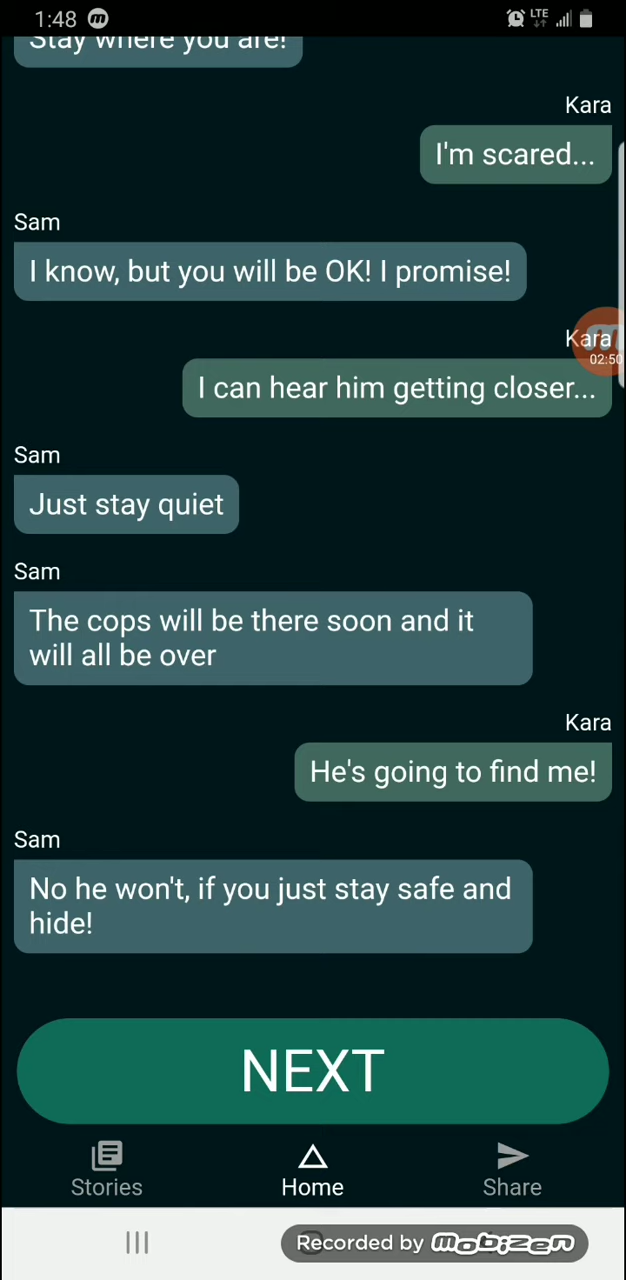 1:48
LTE
Stay where you are!
Kara
I'm scared...
Sam
I know, but you will be OK! I promise!
Kara
02:50
I can hear him getting closer...
Sam
Just stay quiet
Sam
The cops will be there soon and it
will all be over
Kara
He's going to find me!
Sam
No he won't, if you just stay safe and
hide!
NEXT
Stories
Home
Share
Recorded by mobizen